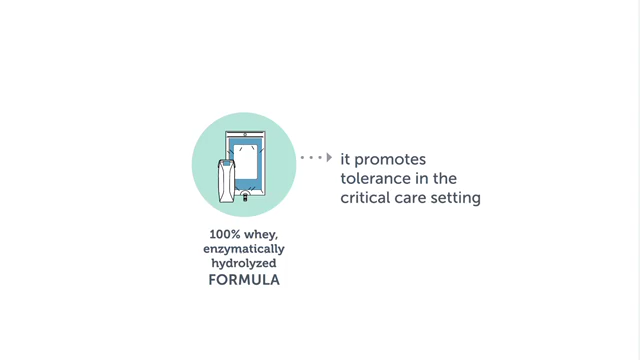 it promotes
tolerance in the
critical care setting
100% whey,
enzymatically
hydrolyzed
FORMULA